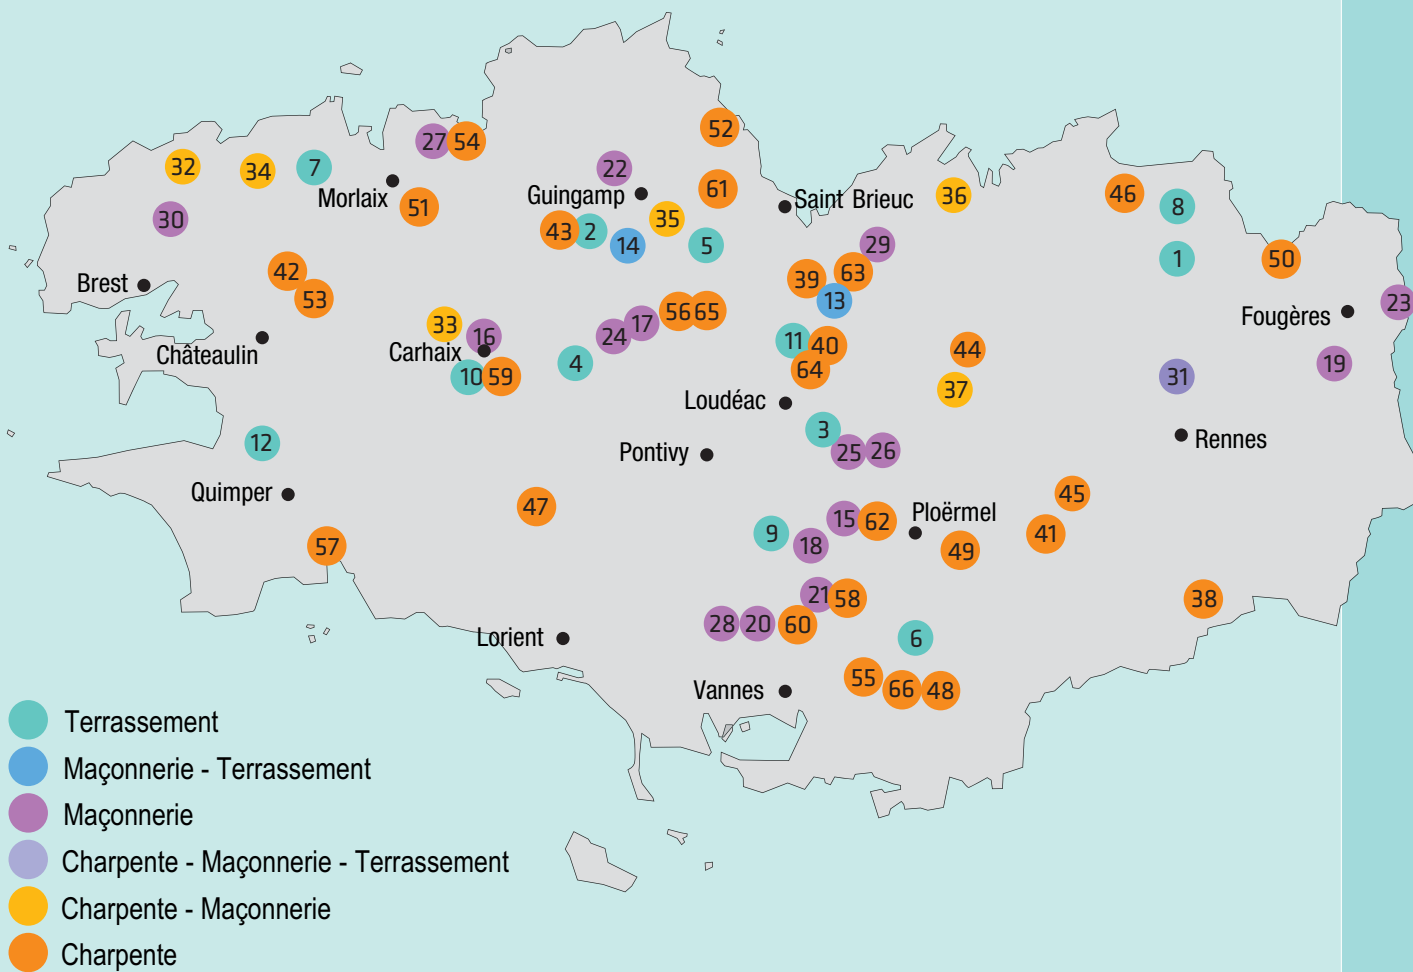 52
27 54
32 34 7 22
Morlaix Guingamp 61 Saint Brieuc 36 46 8
30 51 43 2 14 35 5 29
1 50
Brest 42 53 39 63 13
23
Fougères
33 16 24 17 56 65
Châteaulin Carhaix 4 11 40 44 19
10 59 64 37 31
Loudéac
12 3 Rennes
Pontivy 25 26
Quimper 47 45
15 62 Ploërmel
57 9 18 49 41
21 58 38
28 20 60
Lorient 6
Vannes 55 66 48
Terrassement
Maçonnerie - Terrassement
Maçonnerie
Charpente - Maçonnerie - Terrassement
Charpente - Maçonnerie
Charpente